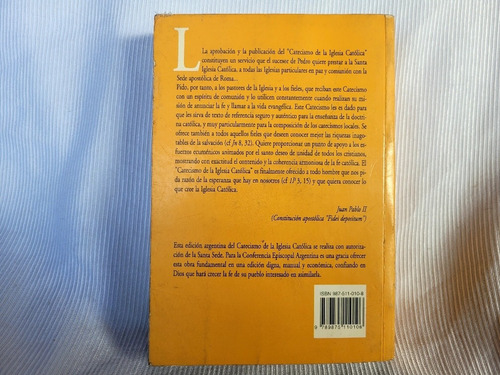 La aprobación y la publicación del "Catecismo de la Iglesia Católica"
constituyen un servicio que el sucesor de Pedro quiere prestar a la Santa
Iglesia Católica, a todas las Iglesias particulares en paz y comunión con la
Sede apostólica de Roma...
Pido, por tanto, a los pastores de la Iglesia y a los fieles, que reciban este Catecismo
con un espíritu de comunión y lo utilicen constantemente cuando realizan su mi-
sión de anunciar la fe y llaman a la vida evangélica. Este Catecismo les es dado para
que les sirva de texto de referencia seguro y auténtico para la enseñanza de la doctrina
católica, y muy particularmente para la composición de los catecismos locales. Se
ofrece también a todos aquellos fieles que deseen conocer mejor las riquezas inago-
tables de la salvación (cf Jn 8, 32). Quiere proporcionar un punto de apoyo a los es-
fuerzos ecuménicos animados por el santo deseo de unidad de todos los cristianos,
mostrando con exactitud el contenido y la coherencia armoniosa de la fe católica. El
"Catecismo de la Iglesia Católica" es finalmente ofrecido a todo hombre que nos
pida razón de la esperanza que hay en nosotros (cf 1P 3, 15) y que quiera conocer
lo que cree la Iglesia Católica.
Juan Pablo II
(Constitución apostólica "Fidei depositum")
Esta edición argentina del Catecismo de la Iglesia Católica se realiza con autoriza-
ción de la Santa Sede. Para la Conferencia Episcopal Argentina es una gracia ofrecer
esta obra fundamental en una edición digna, manual y económica, confiando en
Dios que hará crecer la fe de su pueblo interesado en asimilarla.
ISBN 987-511-010-8
9 789875 110106